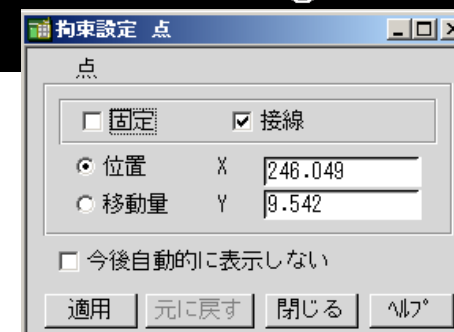 拘束設定 点
点
固定 接線
位置 X 246.049
移動量 Y 9.542
今後自動的に表示しない
適用 元に戻す 閉じる ﾍﾙﾌﾟ